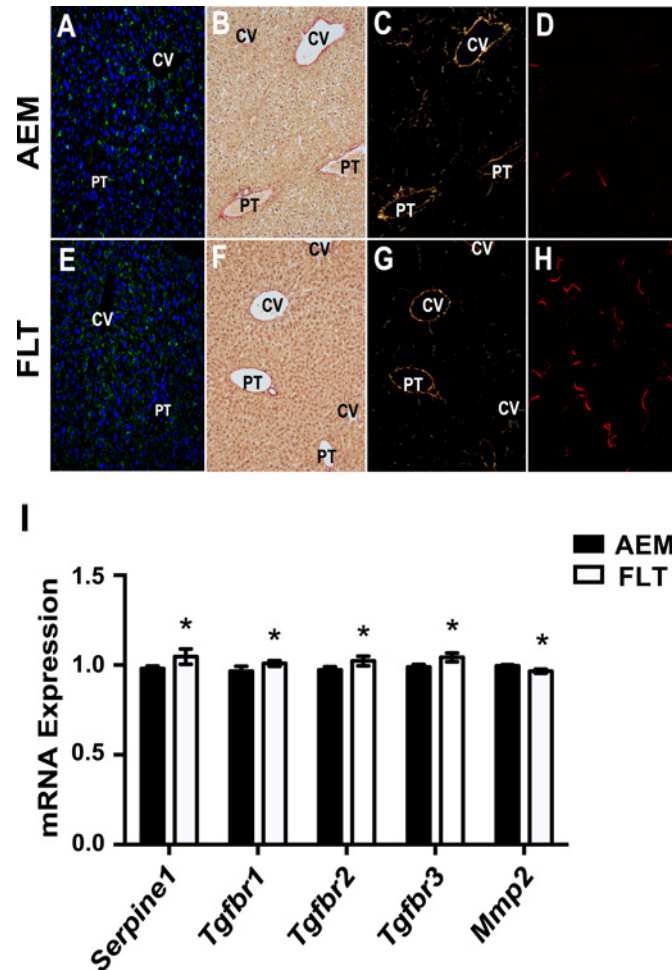 A
CV
PT
B
CV
CV
PT
PT
C
CV
PT
PT
D
AEM
E
CV
PT
F
CV
CV
PT
CV
PT
G
CV
CV
PT
CV
H
FLT
I
AEM
FLT
mRNA Expression
1.5
1.0
0.5
0.0
* * * * *
Serpine1
Tgfbr1
Tgfbr2
Tgfbr3
Mmp2